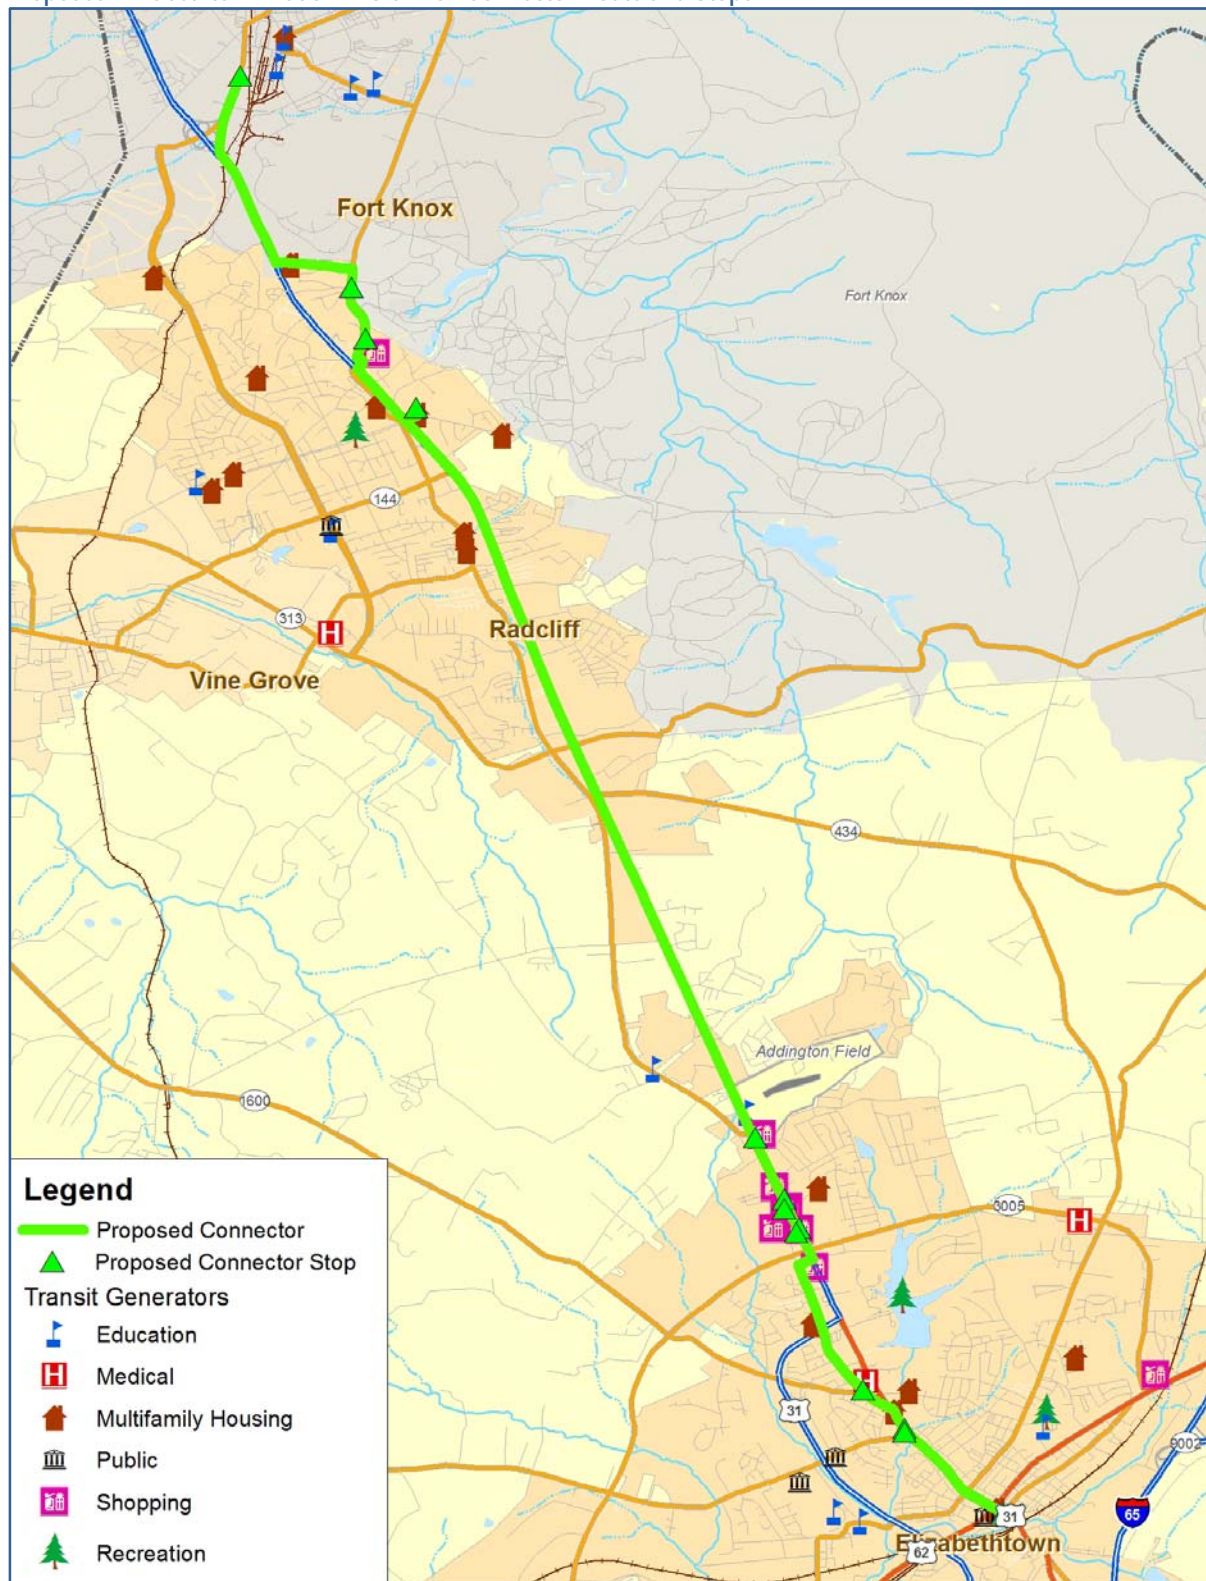 Fort Knox
Fort Knox
144
313
Radcliff
Vine Grove
434
Addington Field
1600
3005
31
9002
31
65
Elizabethtown
62
Legend
Proposed Connector
Proposed Connector Stop
Transit Generators
Education
H Medical
Multifamily Housing
Public
Shopping
Recreation
H
H
H